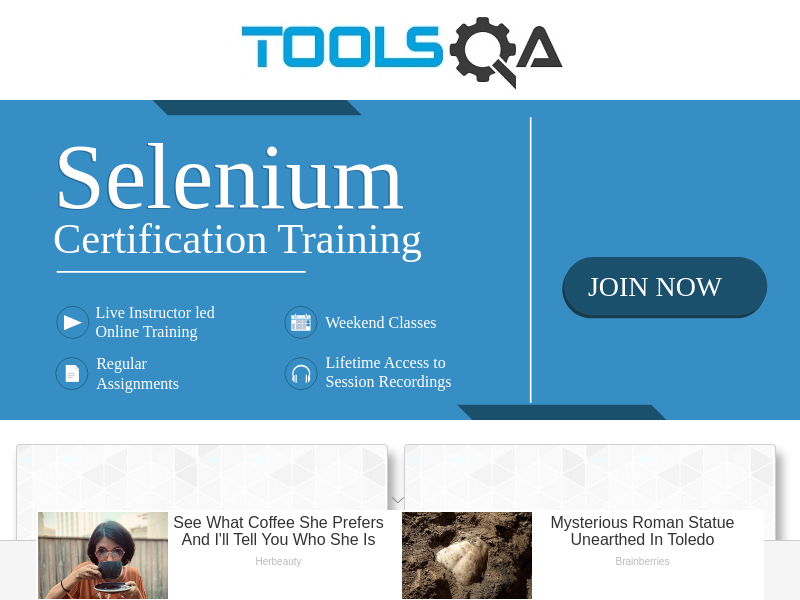 TOOLSQA
Selenium
Certification Training
JOIN NOW
Live Instructor led
Online Training
Weekend Classes
Regular
Assignments
Lifetime Access to
Session Recordings
See What Coffee She Prefers
And I'll Tell You Who She Is
Herbeauty
Mysterious Roman Statue
Unearthed In Toledo
Brainberries